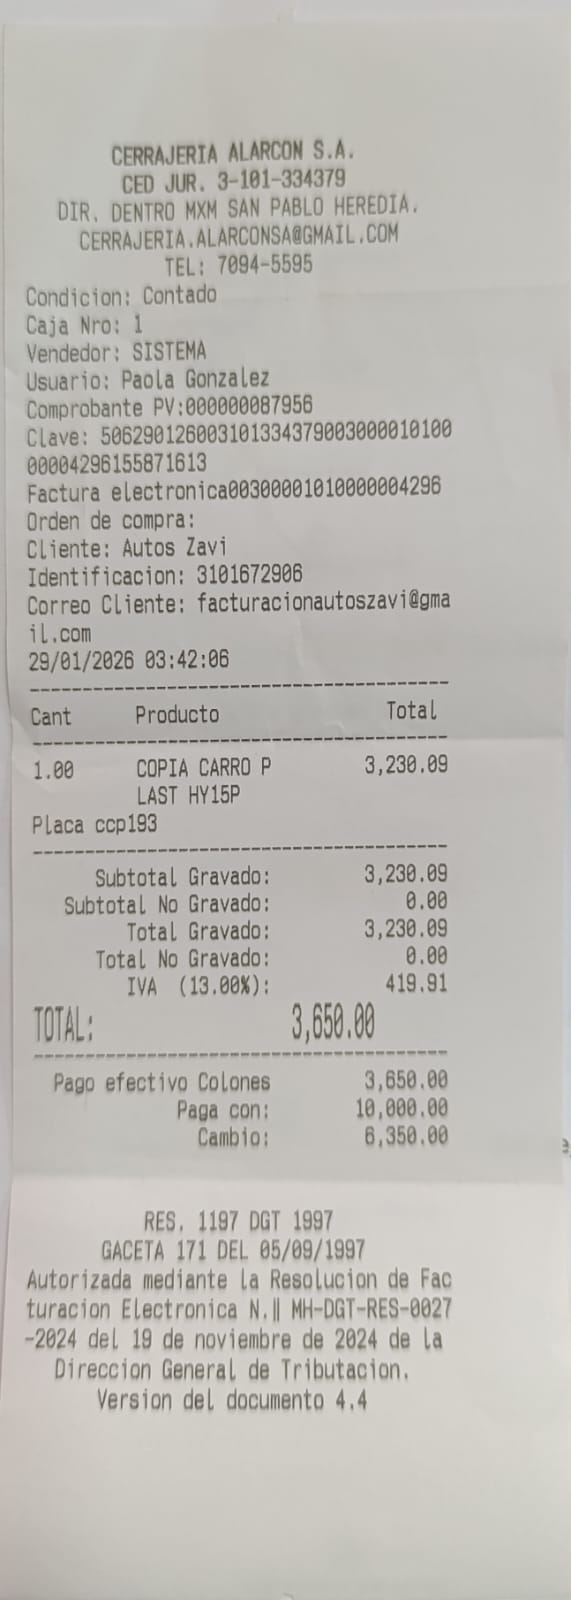 CERRAJERIA ALARCON S.A.
CED JUR. 3-101-334379
DIR. DENTRO MXM SAN PABLO HEREDIA.
CERRAJERIA.ALARCONSA@GMAIL.COM
TEL: 7094-5595
Condicion: Contado
Caja Nro: 1
Vendedor: SISTEMA
Usuario: Paola Gonzalez
Comprobante PV:000000087956
Clave: 506290126003101334379003000010100
00004296155871613
Factura electronica00300001010000004296
Orden de compra:
Cliente: Autos Zavi
Identificacion: 3101672906
Correo Cliente: facturacionautoszavi@gma
il.com
29/01/2026 03:42:06
Cant Producto Total
1.00 COPIA CARRO P 3,230.09
LAST HY15P
Placa ccp193
Subtotal Gravado: 3,230.09
Subtotal No Gravado: 0.00
Total Gravado: 3,230.09
Total No Gravado: 0.00
IVA (13.00%): 419.91
TOTAL: 3,650.00
Pago efectivo Colones 3,650.00
Paga con: 10,000.00
Cambio: 6,350.00
RES. 1197 DGT 1997
GACETA 171 DEL 05/09/1997
Autorizada mediante la Resolucion de Fac
turacion Electronica N.‖ MH-DGT-RES-0027
-2024 del 19 de noviembre de 2024 de la
Direccion General de Tributacion.
Version del documento 4.4